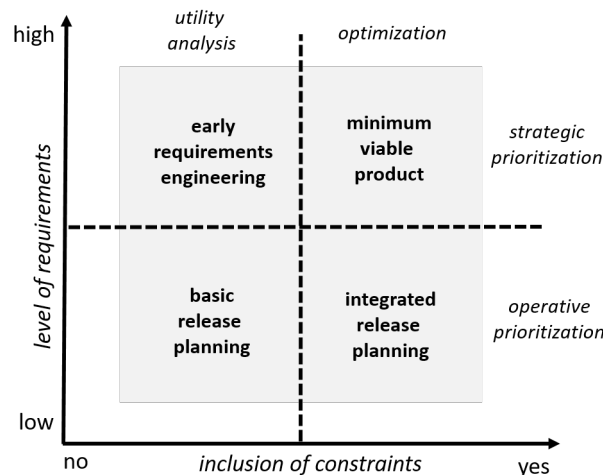 utility
analysis
optimization
high
early
requirements
engineering
minimum
viable
product
strategic
prioritization
level of requirements
basic
release
planning
integrated
release
planning
operative
prioritization
low
no
inclusion of constraints
yes